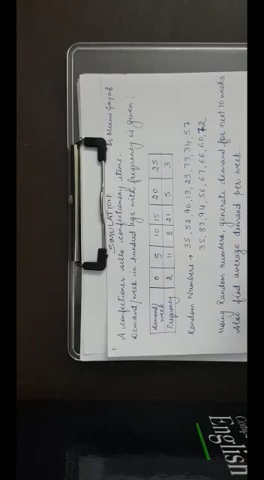 SIMULATION
Dr. Meenu Goyal
A confectioner sells confectionery items.
Demand/week in hundred kgs with frequency is given:
Demand/week 0 5 10 15 20 25
Frequency 2 11 8 21 5 3
Random Numbers → 35, 52, 90, 13, 23, 73, 34, 57
35, 83, 94, 56, 67, 66, 60, 72
Using Random numbers, generate demand for next 10 weeks
Also find average demand per week.
English